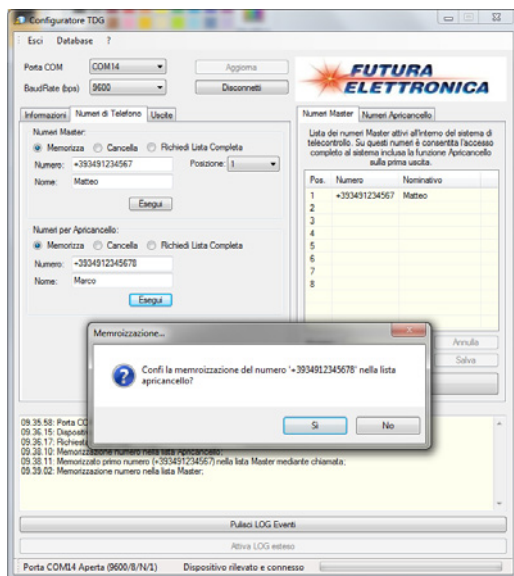 Configuratore TDG
Esci Database ?
Porta COM COM14 Aggiorna
BaudRate (bps) 9600 Disconnetti
FUTURA
ELETTRONICA
Informazioni Numeri di Telefono Uscite
Numeri Master:
Memorizza Cancella Richiedi Lista Completa
Numero: +393491234567 Posizione: 1
Nome: Matteo
Esegui
Numeri per Apricancello:
Memorizza Cancella Richiedi Lista Completa
Numero: +3934912345678
Nome: Marco
Esegui
Numeri Master Numeri Apricancello
Lista dei numeri Master attivi all'interno del sistema di
telecontrollo. Su questi numeri è consentita l'accesso
completo al sistema inclusa la funzione Apricancello
sulla prima uscita.
Pos. Numero Nominativo
1 +393491234567 Matteo
2
3
4
5
6
7
8
Annulla
Salva
Memroizzazione...
Confi la memroizzazione del numero '+3934912345678' nella lista
apricancello?
Sì No
09.35.58: Porta CO
09.36.15: Dispositi
09.36.17: Richiest
09.38.10: Memorizzazione numero nella lista Apricancello;
09.38.11: Memorizzato primo numero (+393491234567) nella lista Master mediante chiamata;
09.39.02: Memorizzazione numero nella lista Master;
Pulisci LOG Eventi
Attiva LOG esteso
Porta COM14 Aperta (9600/8/N/1) Dispositivo rilevato e connesso